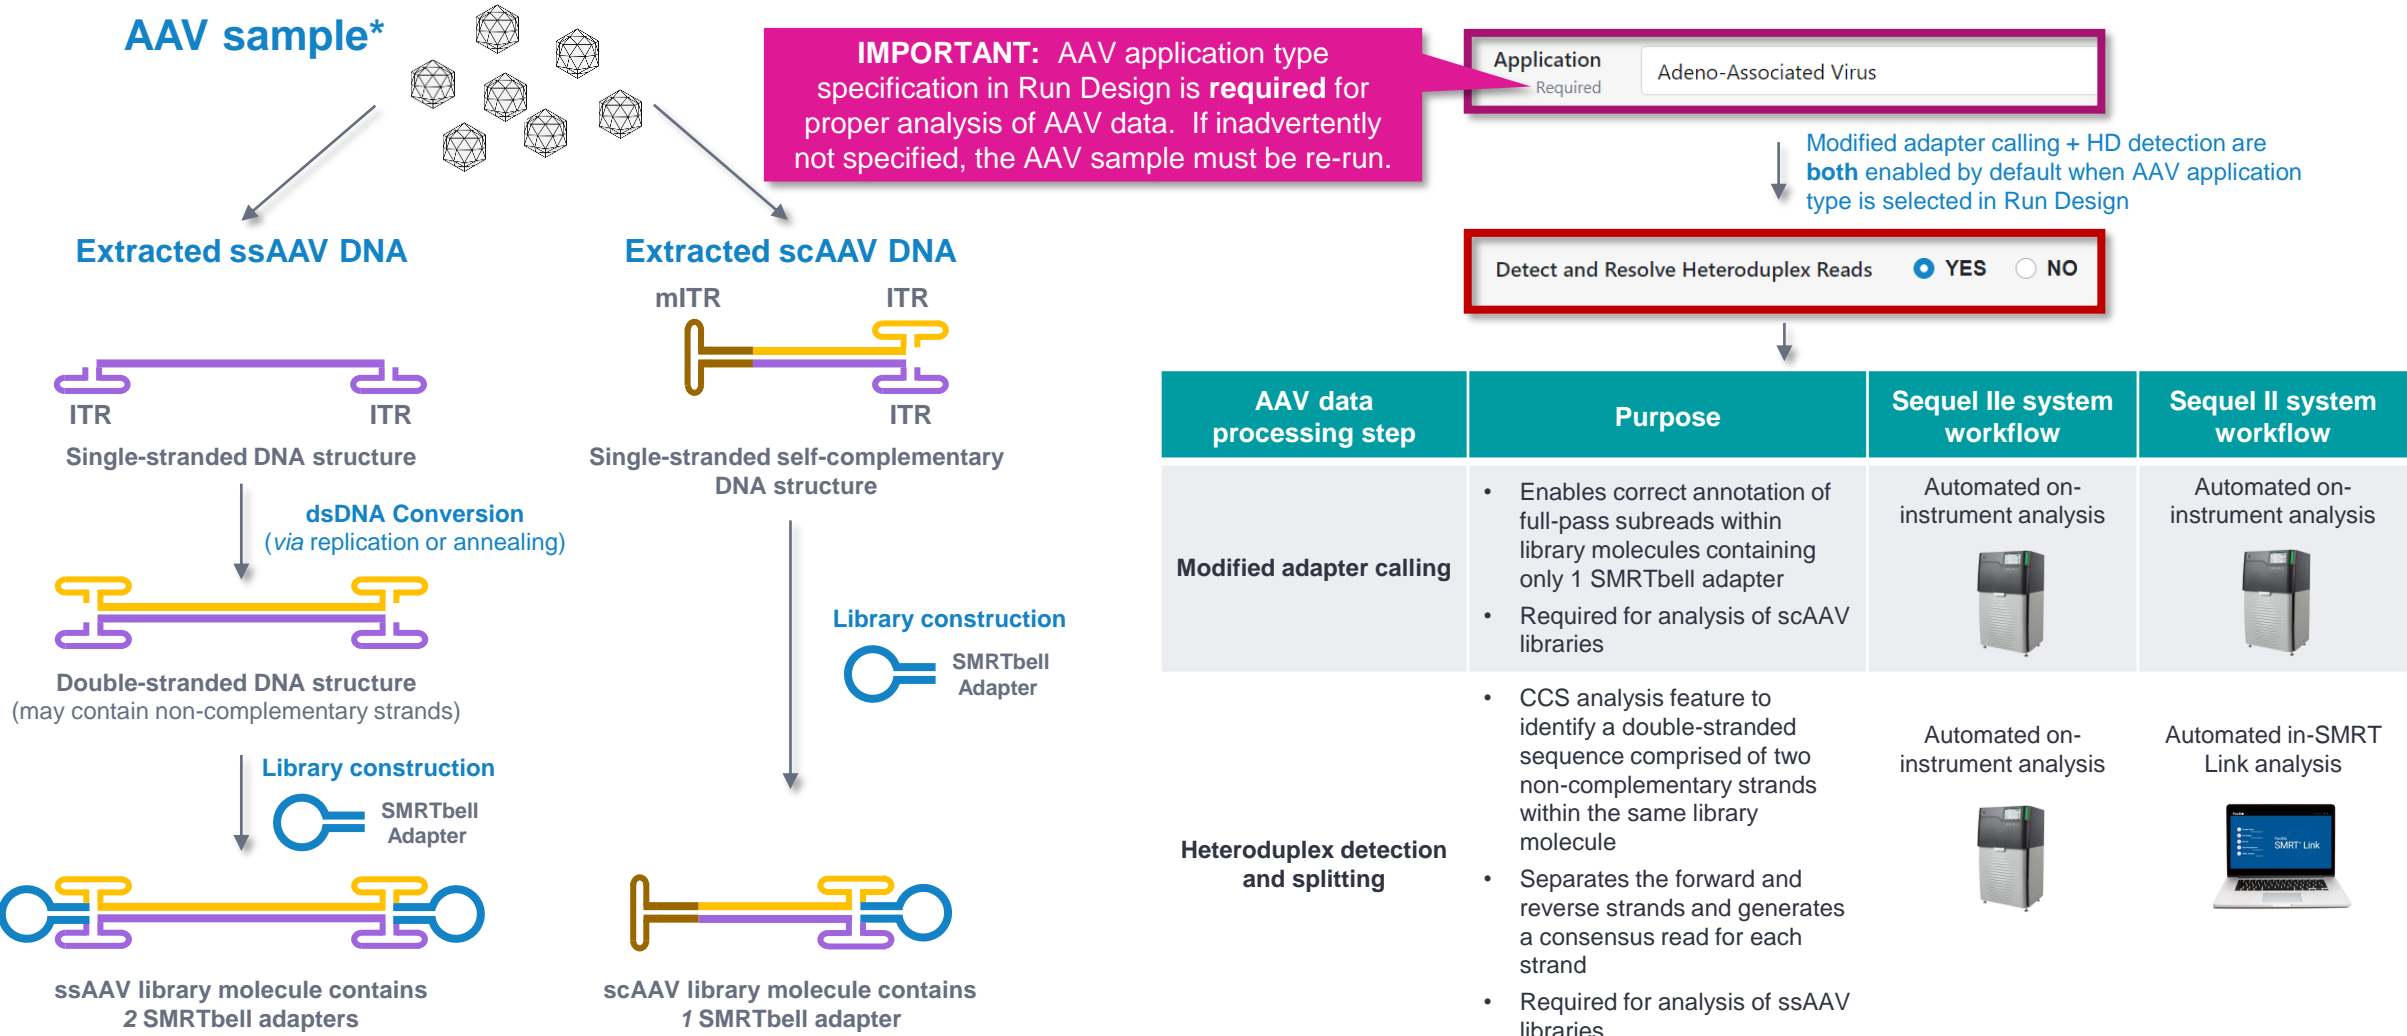 AAV sample*
IMPORTANT: AAV application type
specification in Run Design is required for
proper analysis of AAV data. If inadvertently
not specified, the AAV sample must be re-run.
Application
Required
Adeno-Associated Virus
Modified adapter calling + HD detection are
both enabled by default when AAV application
type is selected in Run Design
Detect and Resolve Heteroduplex Reads YES NO
Extracted ssAAV DNA
ITR ITR
Single-stranded DNA structure
dsDNA Conversion
(via replication or annealing)
Double-stranded DNA structure
(may contain non-complementary strands)
Library construction
SMRTbell
Adapter
ssAAV library molecule contains
2 SMRTbell adapters
Extracted scAAV DNA
mITR ITR
ITR
Single-stranded self-complementary
DNA structure
Library construction
SMRTbell
Adapter
scAAV library molecule contains
1 SMRTbell adapter
AAV data
processing step
Purpose
Sequel IIe system
workflow
Sequel II system
workflow
Modified adapter calling
• Enables correct annotation of
full-pass subreads within
library molecules containing
only 1 SMRTbell adapter
• Required for analysis of scAAV
libraries
Automated on-
instrument analysis
Automated on-
instrument analysis
Heteroduplex detection
and splitting
• CCS analysis feature to
identify a double-stranded
sequence comprised of two
non-complementary strands
within the same library
molecule
• Separates the forward and
reverse strands and generates
a consensus read for each
strand
• Required for analysis of ssAAV
libraries
Automated on-
instrument analysis
Automated in-SMRT
Link analysis
SMRT Link